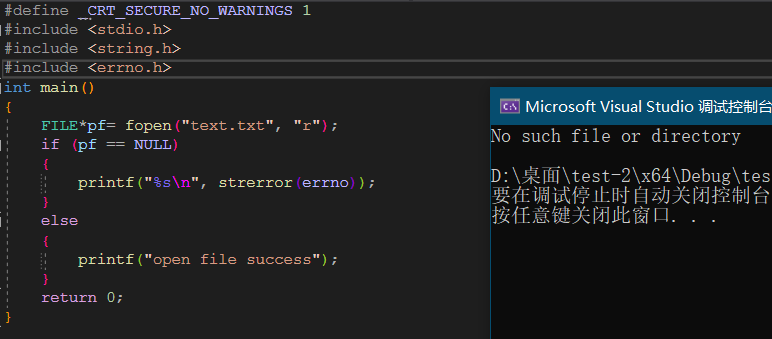 #define _CRT_SECURE_NO_WARNINGS 1
#include <stdio.h>
#include <string.h>
#include <errno.h>
int main()
{
FILE*pf= fopen("text.txt", "r");
if (pf == NULL)
{
printf("%s\n", strerror(errno));
}
else
{
printf("open file success");
}
return 0;
}
Microsoft Visual Studio 调试控制台
No such file or directory
D:\桌面\test-2\x64\Debug\tes
要在调试停止时自动关闭控制台
按任意键关闭此窗口. . .